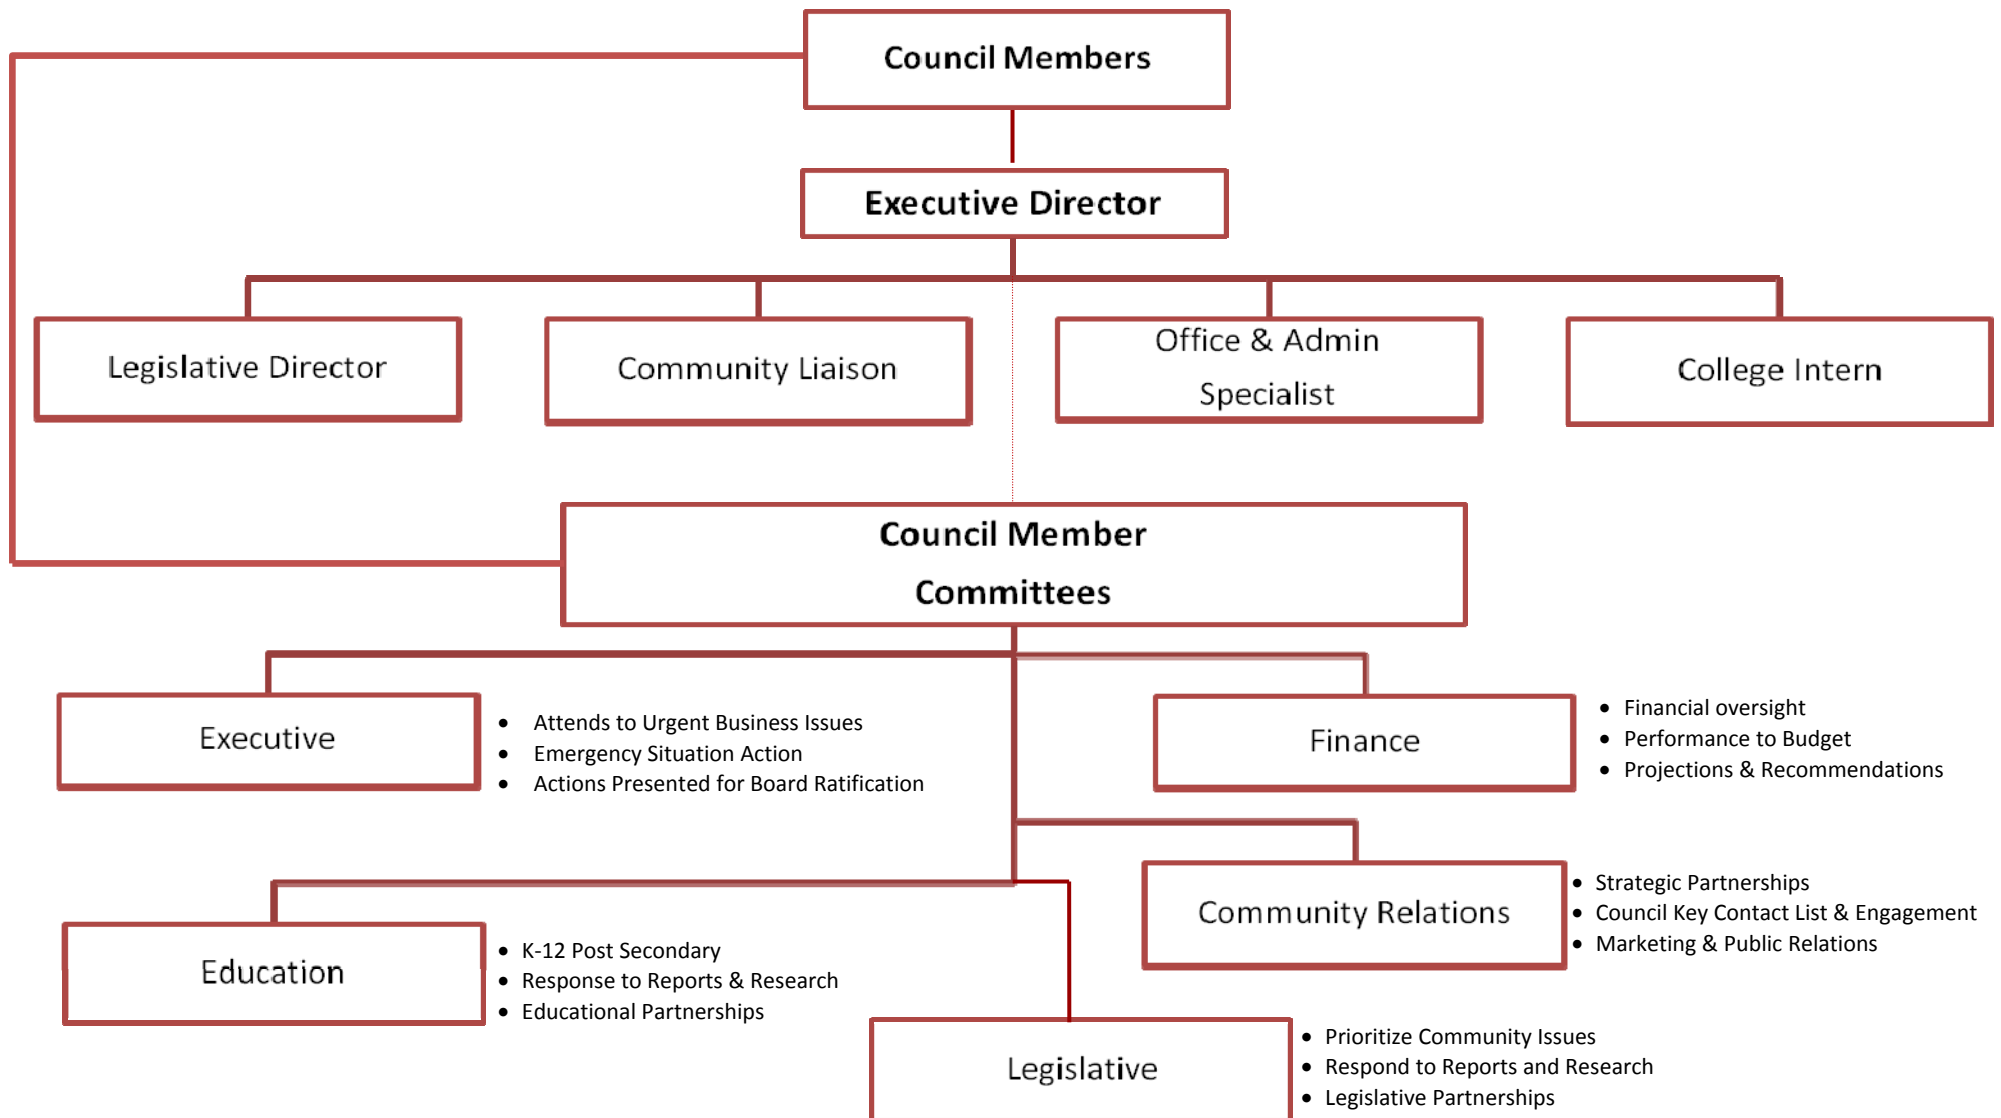 Council Members
Executive Director
Legislative Director
Community Liaison
Office & Admin
Specialist
College Intern
Council Member
Committees
Executive
• Attends to Urgent Business Issues
• Emergency Situation Action
• Actions Presented for Board Ratification
Finance
• Financial oversight
• Performance to Budget
• Projections & Recommendations
Community Relations
• Strategic Partnerships
• Council Key Contact List & Engagement
• Marketing & Public Relations
Education
• K-12 Post Secondary
• Response to Reports & Research
• Educational Partnerships
Legislative
• Prioritize Community Issues
• Respond to Reports and Research
• Legislative Partnerships